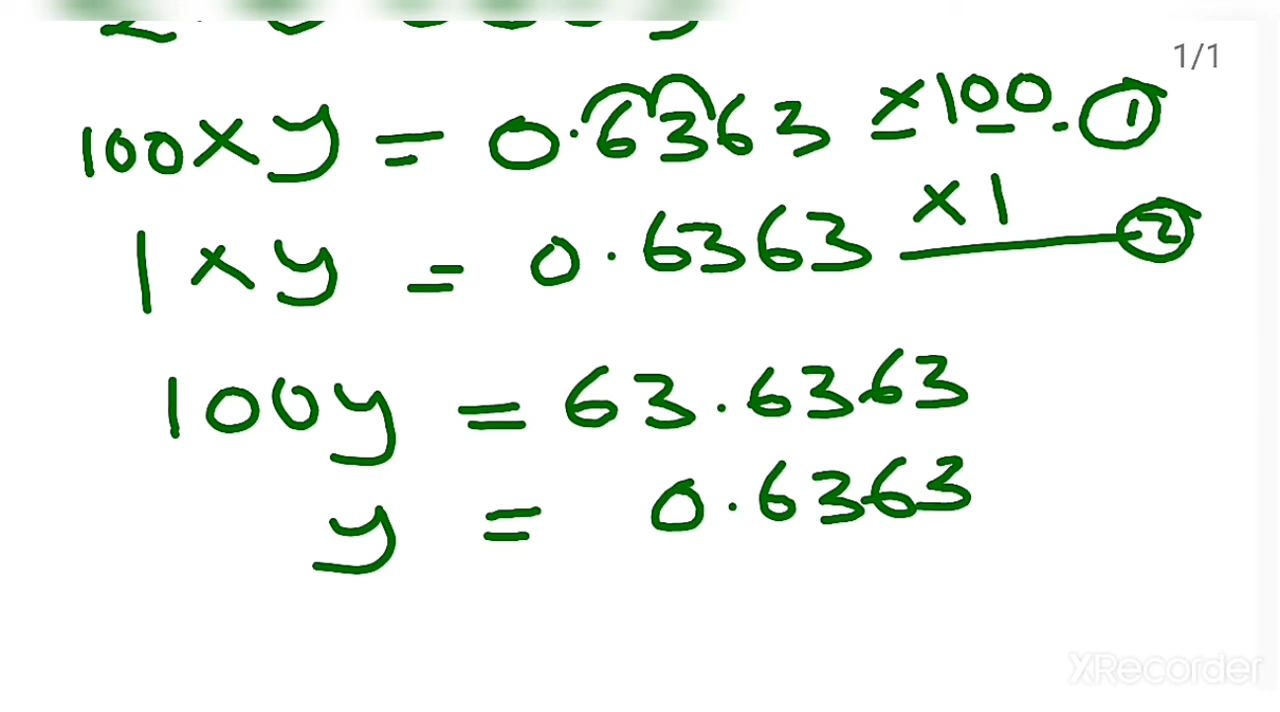 1/1
100 × y = 0.6363 × 100 - ①
1 × y = 0.6363 × 1 — ②
100y = 63.6363
y = 0.6363
XRecorder